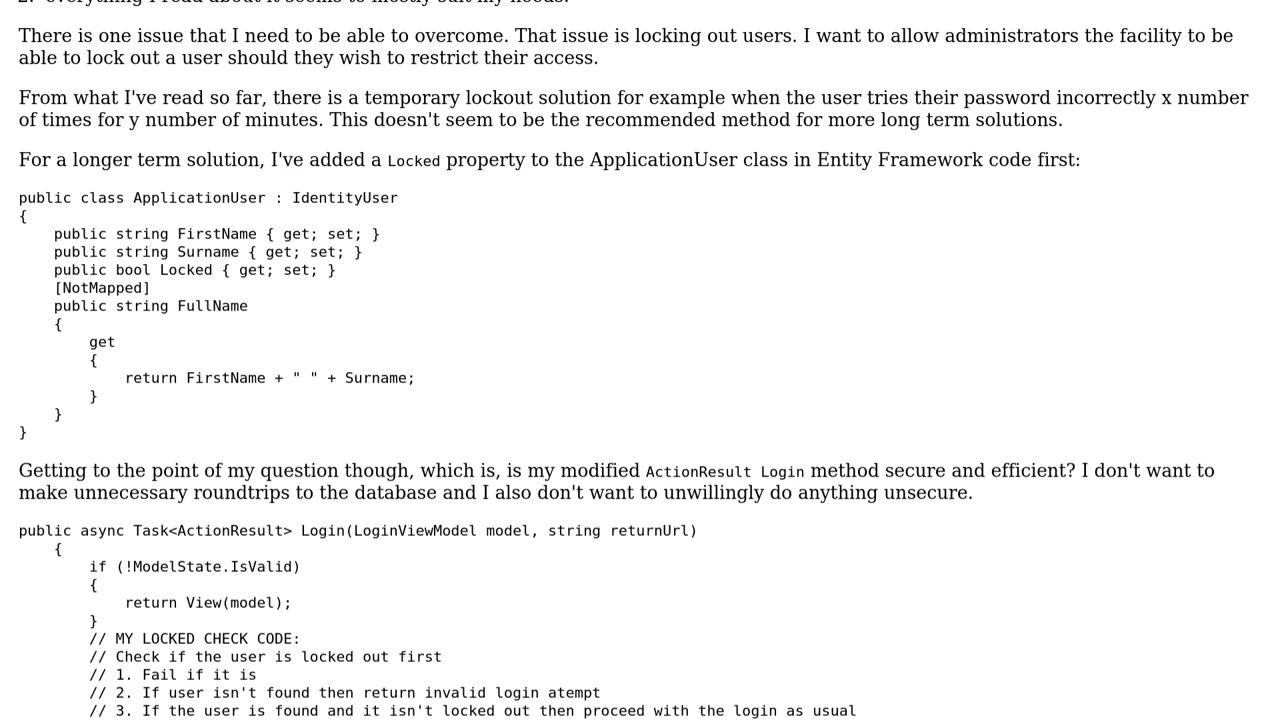 2. everything I read about it seems to mostly suit my needs.
There is one issue that I need to be able to overcome. That issue is locking out users. I want to allow administrators the facility to be
able to lock out a user should they wish to restrict their access.
From what I've read so far, there is a temporary lockout solution for example when the user tries their password incorrectly x number
of times for y number of minutes. This doesn't seem to be the recommended method for more long term solutions.
For a longer term solution, I've added a Locked property to the ApplicationUser class in Entity Framework code first:
public class ApplicationUser : IdentityUser
{
    public string FirstName { get; set; }
    public string Surname { get; set; }
    public bool Locked { get; set; }
    [NotMapped]
    public string FullName
    {
        get
        {
            return FirstName + " " + Surname;
        }
    }
}
Getting to the point of my question though, which is, is my modified ActionResult Login method secure and efficient? I don't want to
make unnecessary roundtrips to the database and I also don't want to unwillingly do anything unsecure.
public async Task<ActionResult> Login(LoginViewModel model, string returnUrl)
    {
        if (!ModelState.IsValid)
        {
            return View(model);
        }
        // MY LOCKED CHECK CODE:
        // Check if the user is locked out first
        // 1. Fail if it is
        // 2. If user isn't found then return invalid login atempt
        // 3. If the user is found and it isn't locked out then proceed with the login as usual